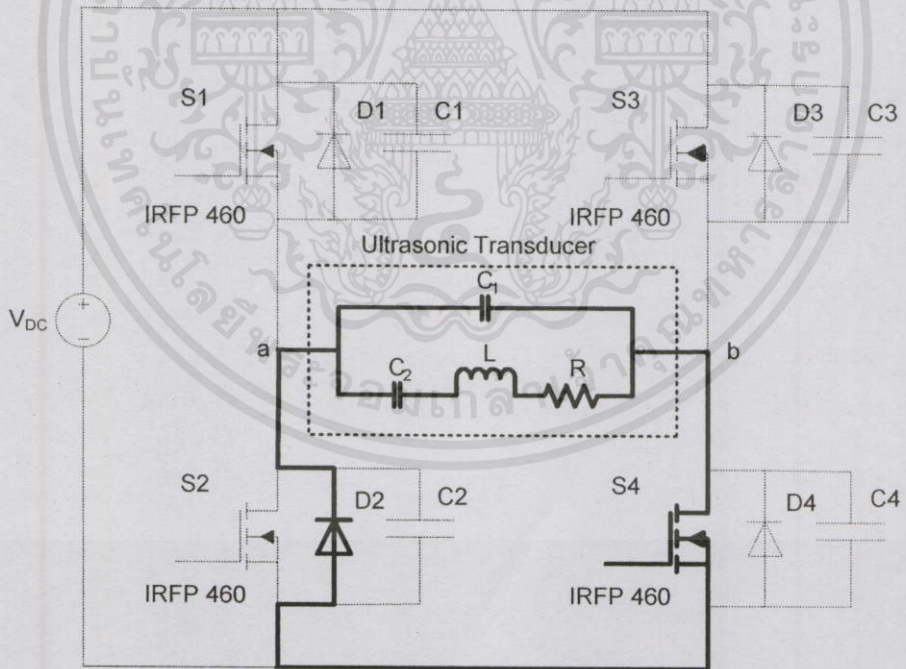 S1
D1
C1
S3
D3
C3
IRFP 460
IRFP 460
Ultrasonic Transducer
C₁
V_DC
a
b
C₂
L
R
S2
D2
C2
S4
D4
C4
IRFP 460
IRFP 460